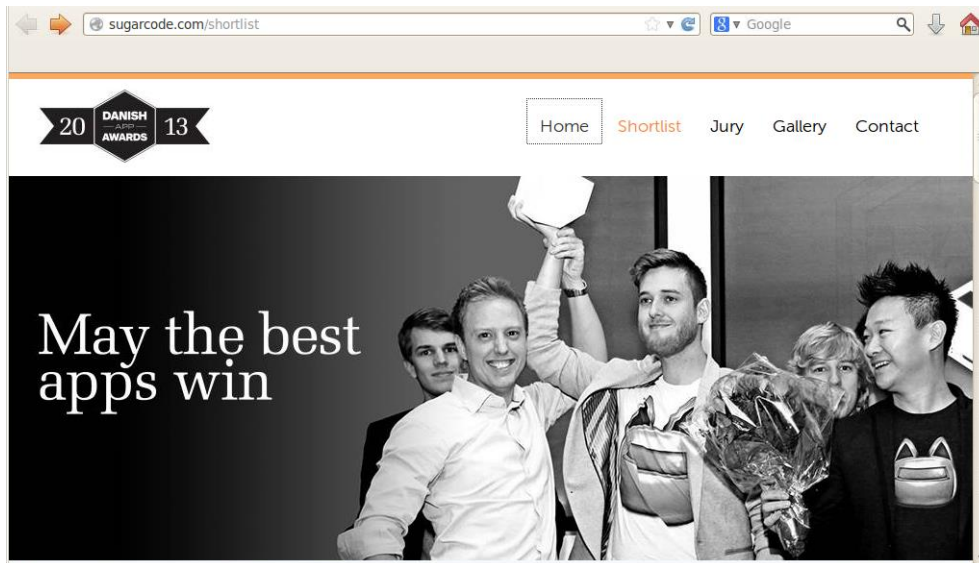 sugarcode.com/shortlist
8 Google
20 DANISH APP AWARDS 13
Home Shortlist Jury Gallery Contact
May the best
apps win